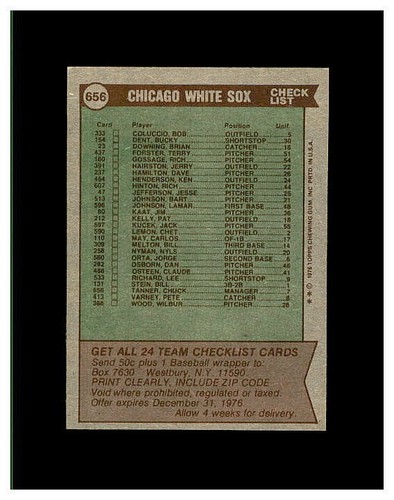 656 CHICAGO WHITE SOX CHECK LIST
Card Player Position Unif.
333 COLUCCIO, BOB OUTFIELD 5
154 DENT, BUCKY SHORTSTOP 30
23 DOWNING, BRIAN CATCHER 16
437 FORSTER, TERRY PITCHER 51
180 GOSSAGE, RICH PITCHER 54
391 HAIRSTON, JERRY OUTFIELD 22
237 HAMILTON, DAVE PITCHER 26
464 HENDERSON, KEN OUTFIELD 24
607 HINTON, RICH PITCHER 44
47 JEFFERSON, JESSE PITCHER 25
513 JOHNSON, BART PITCHER 21
596 JOHNSON, LAMAR FIRST BASE 48
80 KAAT, JIM PITCHER 36
212 KELLY, PAT OUTFIELD 18
597 KUCEK, JACK PITCHER 55
590 LEMON, CHET OUTFIELD 2
110 MAY, CARLOS OF-1B 17
309 MELTON, BILL THIRD BASE 14
258 NYMAN, NYLS OUTFIELD 20
560 ORTA, JORGE SECOND BASE 6
282 OSBORN, DAN PITCHER 46
488 OSTEEN, CLAUDE PITCHER 41
533 RICHARD, LEE SHORTSTOP 9
131 STEIN, BILL 3B-2B 1
656 TANNER, CHUCK MANAGER 7
413 VARNEY, PETE CATCHER 8
368 WOOD, WILBUR PITCHER 28
* * © 1976 TOPPS CHEWING GUM, INC. PRTD. IN U.S.A.
GET ALL 24 TEAM CHECKLIST CARDS
Send 50c plus 1 Baseball wrapper to:
Box 7630 Westbury, N.Y. 11590.
PRINT CLEARLY, INCLUDE ZIP CODE
Void where prohibited, regulated or taxed.
Offer expires December 31, 1976
Allow 4 weeks for delivery.